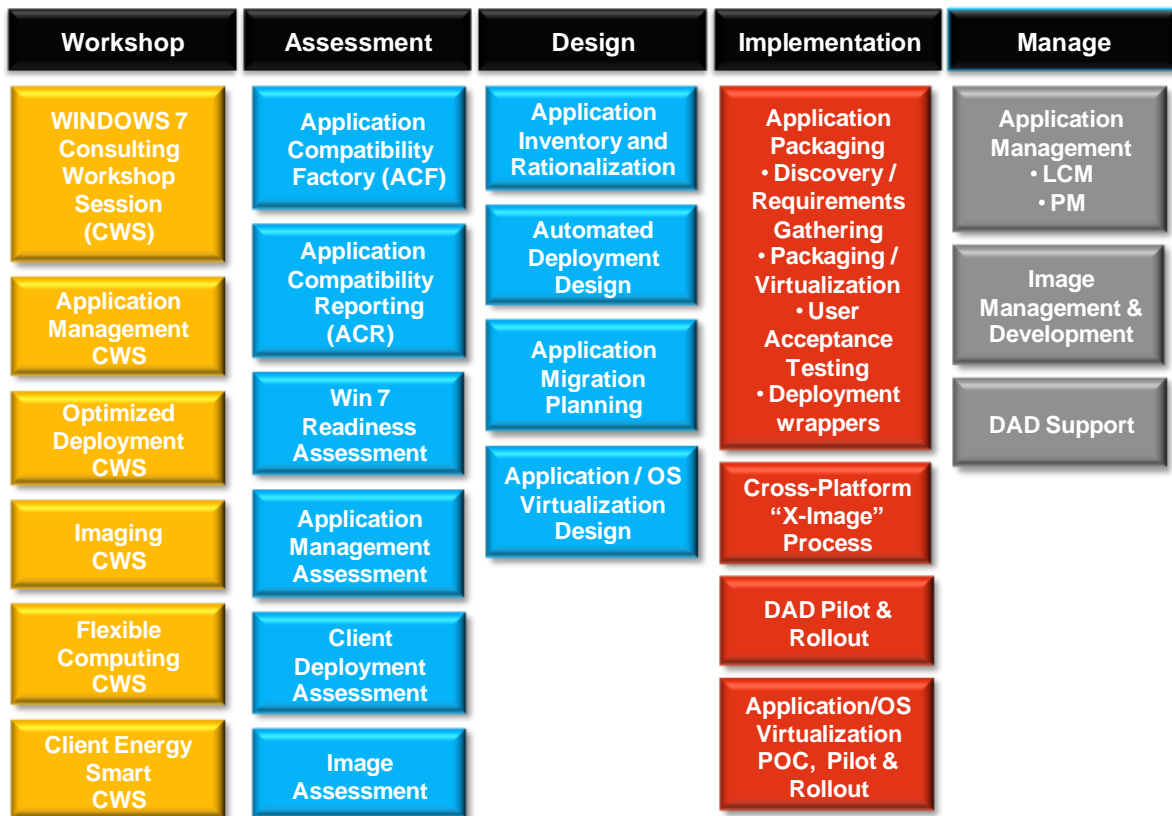 Workshop
WINDOWS 7
Consulting
Workshop
Session
(CWS)
Application
Management
CWS
Optimized
Deployment
CWS
Imaging
CWS
Flexible
Computing
CWS
Client Energy
Smart
CWS
Assessment
Application
Compatibility
Factory (ACF)
Application
Compatibility
Reporting
(ACR)
Win 7
Readiness
Assessment
Application
Management
Assessment
Client
Deployment
Assessment
Image
Assessment
Design
Application
Inventory and
Rationalization
Automated
Deployment
Design
Application
Migration
Planning
Application / OS
Virtualization
Design
Implementation
Application
Packaging
• Discovery /
Requirements
Gathering
• Packaging /
Virtualization
• User
Acceptance
Testing
• Deployment
wrappers
Cross-Platform
“X-Image”
Process
DAD Pilot &
Rollout
Application/OS
Virtualization
POC, Pilot &
Rollout
Manage
Application
Management
• LCM
• PM
Image
Management &
Development
DAD Support